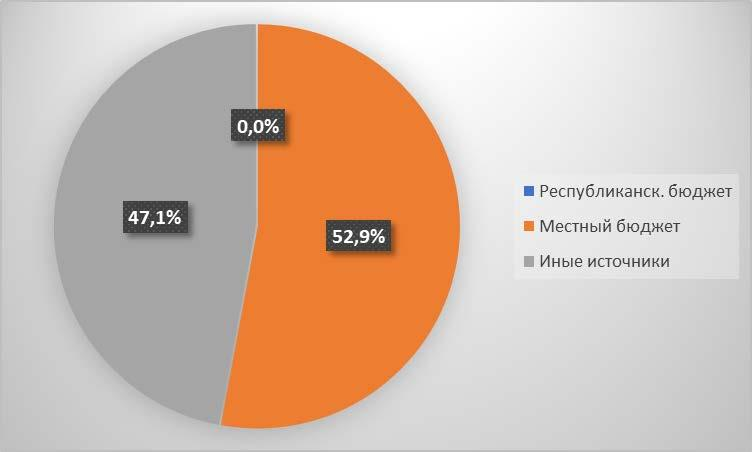 0,0%
47,1%
52,9%
Республиканск. бюджет
Местный бюджет
Иные источники